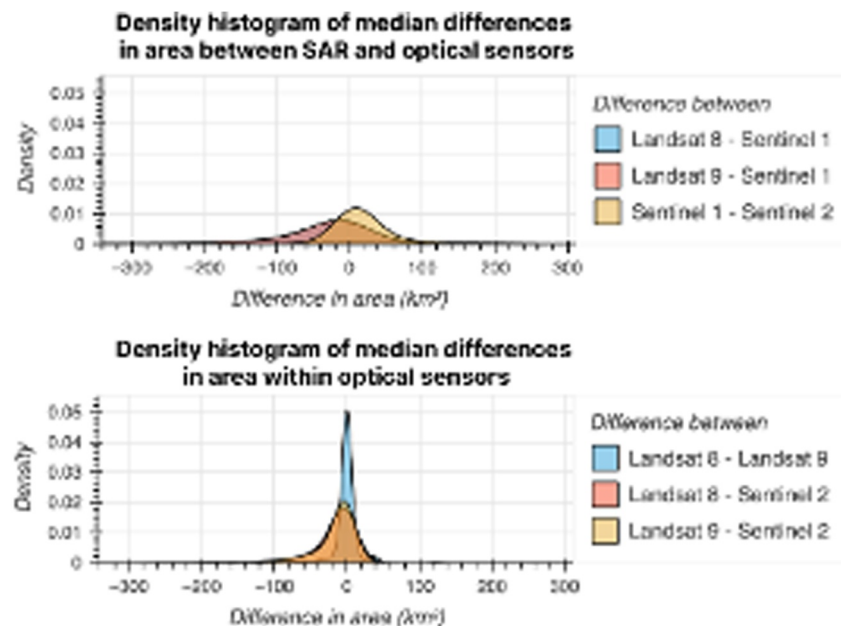 Density histogram of median differences
in area between SAR and optical sensors
Density
0.05
0.04
0.03
0.02
0.01
0
−300 −200 −100 0 100 200 300
Difference in area (km²)
Difference between
Landsat 8 - Sentinel 1
Landsat 9 - Sentinel 1
Sentinel 1 - Sentinel 2
Density histogram of median differences
in area within optical sensors
Density
0.05
0.04
0.03
0.02
0.01
0
−300 −200 −100 0 100 200 300
Difference in area (km²)
Difference between
Landsat 8 - Landsat 9
Landsat 8 - Sentinel 2
Landsat 9 - Sentinel 2